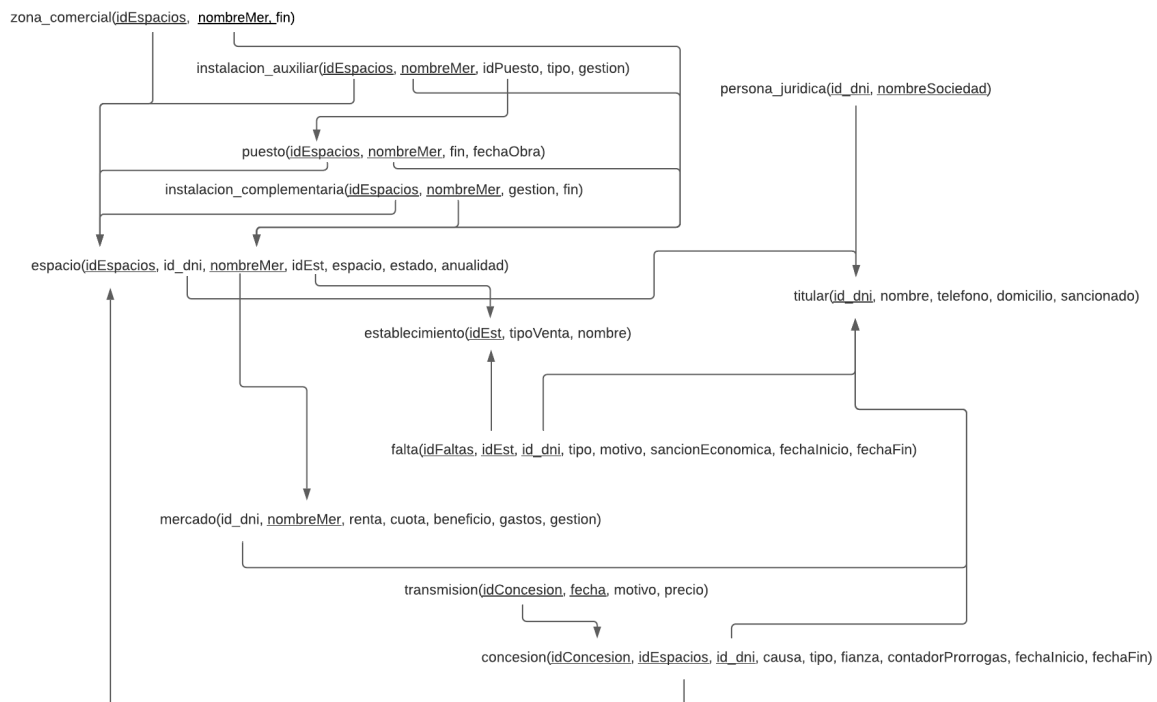 zona_comercial(idEspacios, nombreMer, fin)
instalacion_auxiliar(idEspacios, nombreMer, idPuesto, tipo, gestion)
persona_juridica(id_dni, nombreSociedad)
puesto(idEspacios, nombreMer, fin, fechaObra)
instalacion_complementaria(idEspacios, nombreMer, gestion, fin)
espacio(idEspacios, id_dni, nombreMer, idEst, espacio, estado, anualidad)
titular(id_dni, nombre, telefono, domicilio, sancionado)
establecimiento(idEst, tipoVenta, nombre)
falta(idFaltas, idEst, id_dni, tipo, motivo, sancionEconomica, fechaInicio, fechaFin)
mercado(id_dni, nombreMer, renta, cuota, beneficio, gastos, gestion)
transmision(idConcesion, fecha, motivo, precio)
concesion(idConcesion, idEspacios, id_dni, causa, tipo, fianza, contadorProrrogas, fechaInicio, fechaFin)